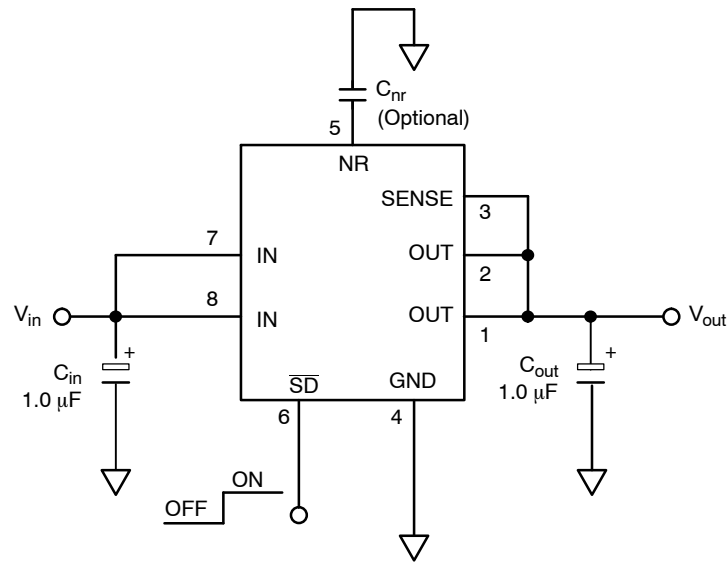 C_nr
(Optional)
5
NR
SENSE
3
7
IN
OUT
2
V_in
8
IN
OUT
1
V_out
C_in
1.0 µF
+
SD
GND
C_out
1.0 µF
+
6
4
OFF
ON